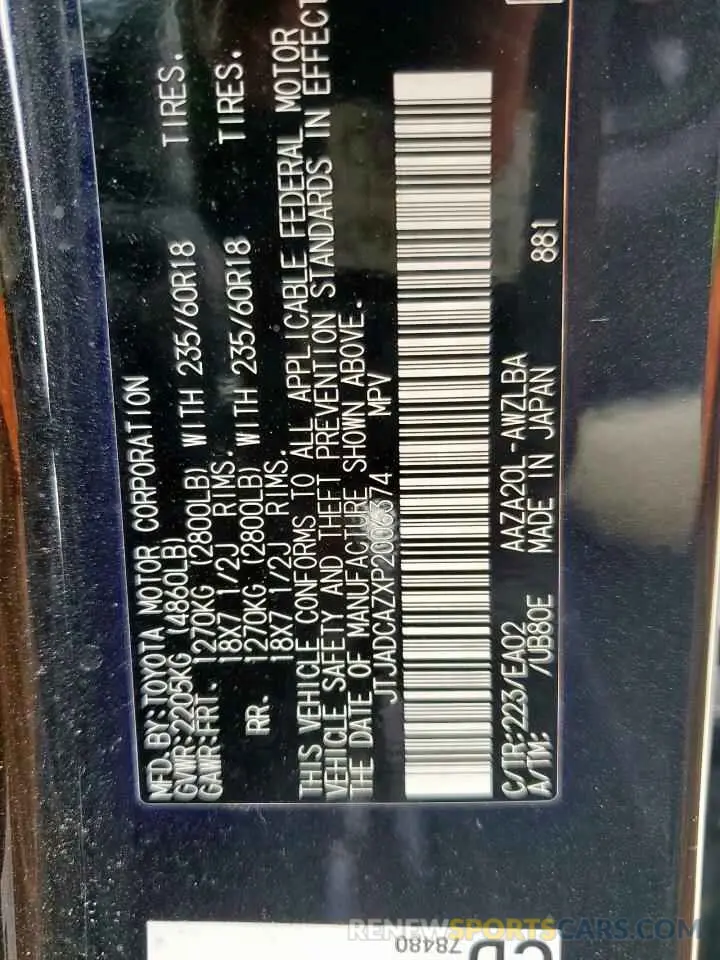 MFD.BY:TOYOTA MOTOR CORPORATION
GVWR:2205KG (4860LB)
GAWR:FRT. 1270KG (2800LB) WITH 235/60R18 TIRES.
18X7 1/2J RIMS.
RR. 1270KG (2800LB) WITH 235/60R18 TIRES.
18X7 1/2J RIMS.
THIS VEHICLE CONFORMS TO ALL APPLICABLE FEDERAL MOTOR
VEHICLE SAFETY AND THEFT PREVENTION STANDARDS IN EFFECT
THE DATE OF MANUFACTURE SHOWN ABOVE.
JTJADCAZXP2006374 MPV
C/TR:223/EA02 AAZA20L-AWZLBA
A/TM: /UB80E MADE IN JAPAN 881
78480
RENEWSPORTSCARS.COM